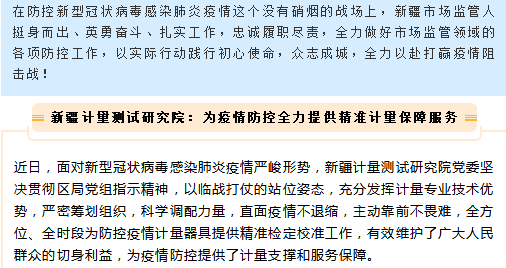 在防控新型冠状病毒感染肺炎疫情这个没有硝烟的战场上，新疆市场监管人
挺身而出、英勇奋斗、扎实工作，忠诚履职尽责，全力做好市场监管领域的
各项防控工作，以实际行动践行初心使命，众志成城，全力以赴打赢疫情阻
击战！
新疆计量测试研究院：为疫情防控全力提供精准计量保障服务
近日，面对新型冠状病毒感染肺炎疫情严峻形势，新疆计量测试研究院党委坚
决贯彻区局党组指示精神，以临战打仗的站位姿态，充分发挥计量专业技术优
势，严密筹划组织，科学调配力量，直面疫情不退缩，主动靠前不畏难，全方
位、全时段为防控疫情计量器具提供精准检定校准工作，有效维护了广大人民
群众的切身利益，为疫情防控提供了计量支撑和服务保障。